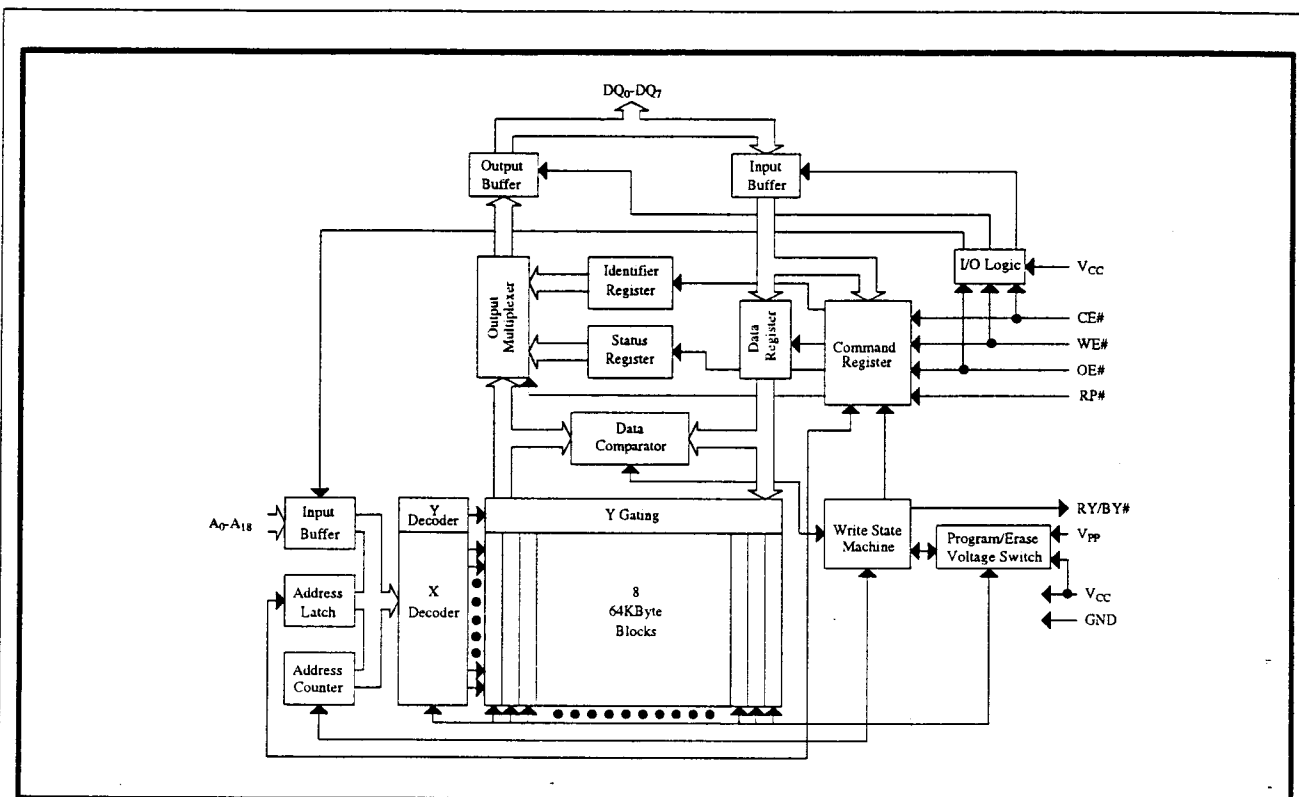 DQ0-DQ7
Output
Buffer
Input
Buffer
I/O Logic
VCC
Output
Multiplexer
Identifier
Register
Status
Register
Data
Register
Command
Register
CE#
WE#
OE#
RP#
Data
Comparator
A0-A18
Input
Buffer
Y
Decoder
Y Gating
Write State
Machine
Program/Erase
Voltage Switch
RY/BY#
VPP
VCC
GND
Address
Latch
X
Decoder
8
64KByte
Blocks
Address
Counter